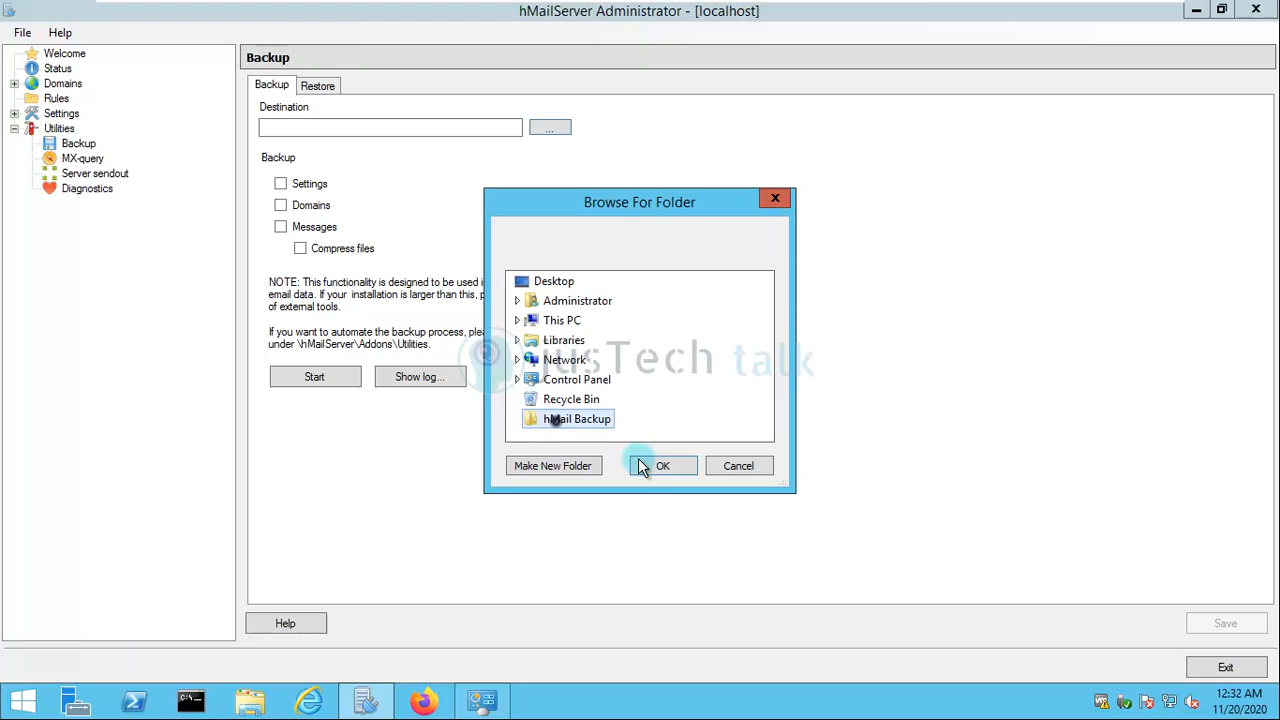 hMailServer Administrator - [localhost]
File Help
Welcome
Status
Domains
Rules
Settings
Utilities
Backup
MX-query
Server sendout
Diagnostics
Backup
Backup Restore
Destination
...
Backup
Settings
Domains
Messages
Compress files
NOTE: This functionality is designed to be used i
email data. If your installation is larger than this, p
of external tools.
If you want to automate the backup process, plea
under \hMailServer\Addons\Utilities.
Start Show log...
Browse For Folder
Desktop
Administrator
This PC
Libraries
Network
Control Panel
Recycle Bin
hMail Backup
Make New Folder OK Cancel
jusTech talk
Help Save
Exit
12:32 AM
11/20/2020